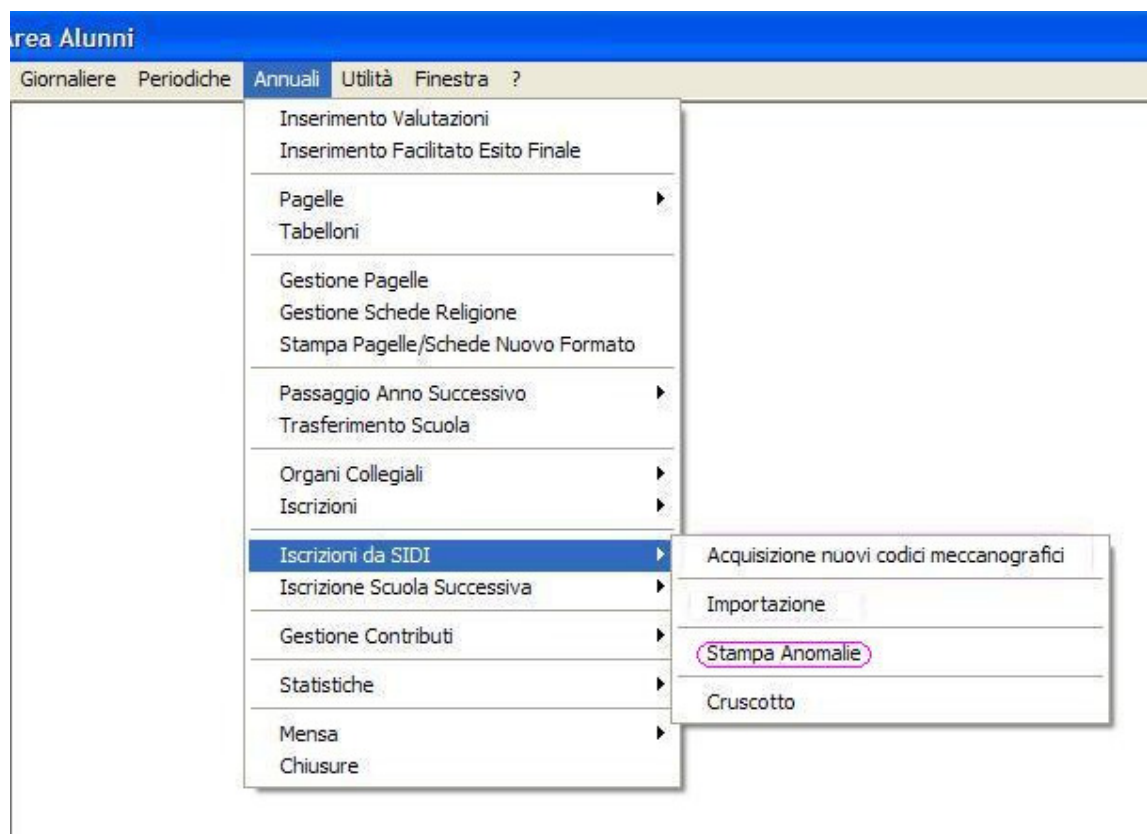 Area Alunni
Giornaliere Periodiche Annuali Utilità Finestra ?
Inserimento Valutazioni
Inserimento Facilitato Esito Finale
Pagelle
Tabelloni
Gestione Pagelle
Gestione Schede Religione
Stampa Pagelle/Schede Nuovo Formato
Passaggio Anno Successivo
Trasferimento Scuola
Organi Collegiali
Iscrizioni
Iscrizioni da SIDI
Iscrizione Scuola Successiva
Gestione Contributi
Statistiche
Mensa
Chiusure
Acquisizione nuovi codici meccanografici
Importazione
Stampa Anomalie
Cruscotto